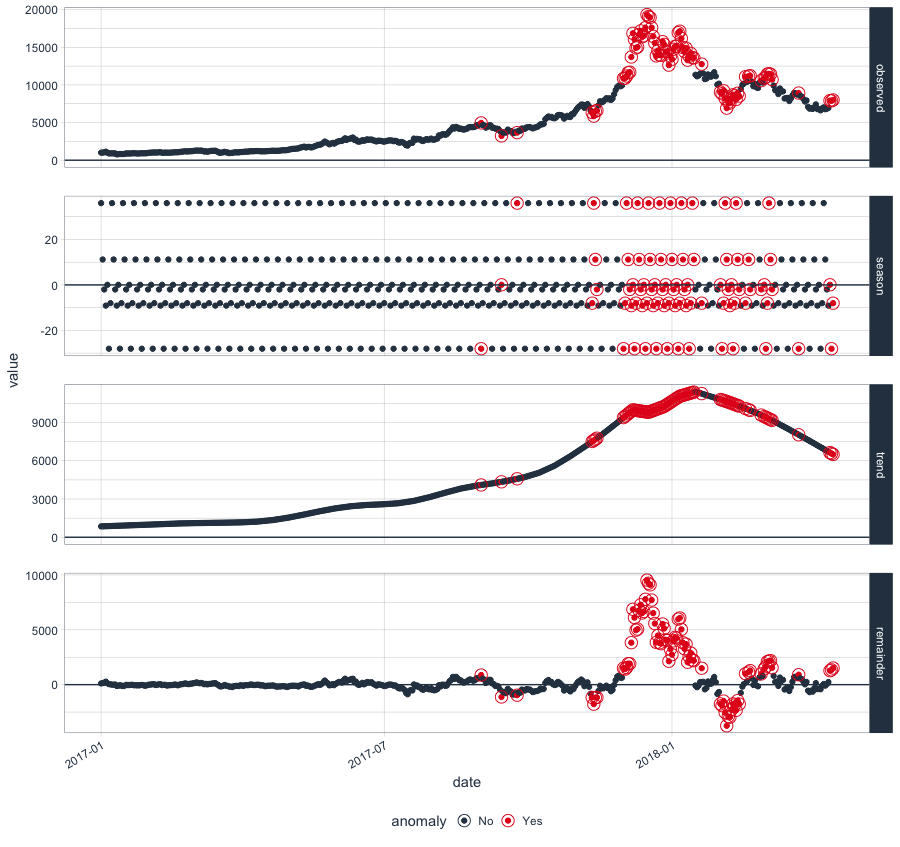 20000
15000
10000
5000
0
observed
20
0
-20
season
value
9000
6000
3000
0
trend
10000
5000
0
remainder
2017-01
2017-07
2018-01
date
anomaly No Yes